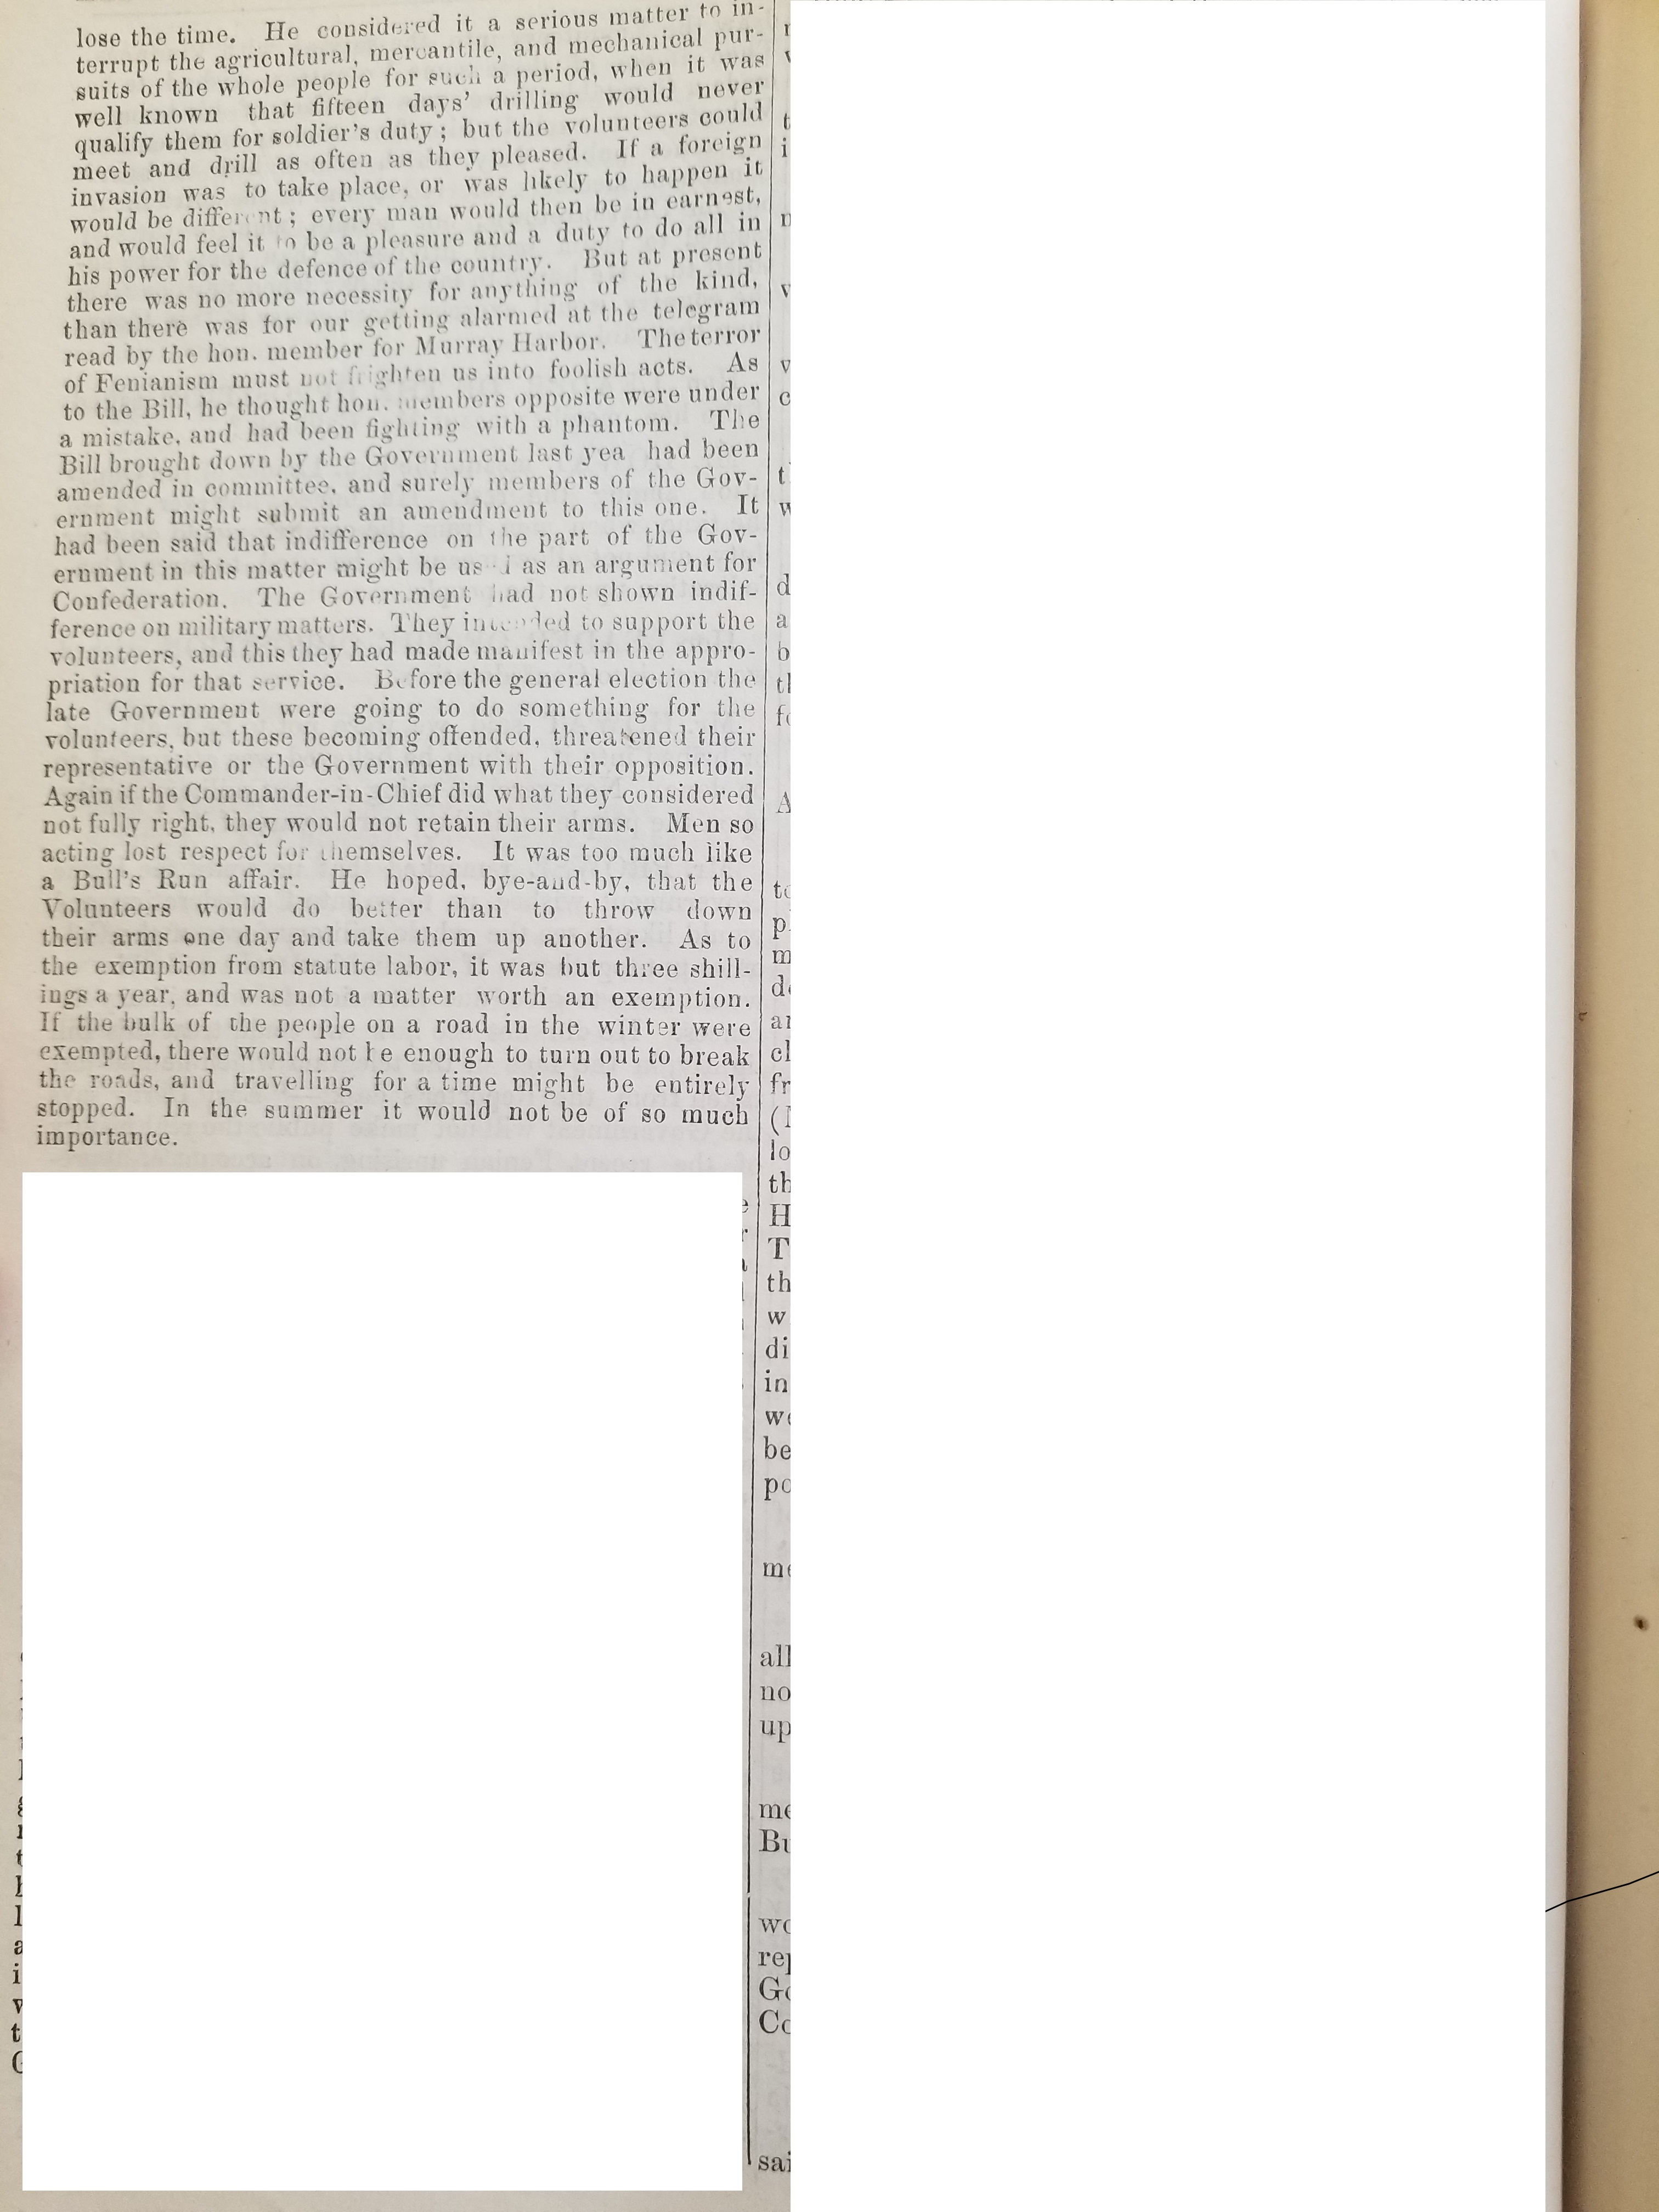 lose the time. He considered it a serious matter to in-
terrupt the agricultural, mercantile, and mechanical pur-
suits of the whole people for such a period, when it was
well known that fifteen days' drilling would never
qualify them for soldier's duty; but the volunteers could
meet and drill as often as they pleased. If a foreign
invasion was to take place, or was likely to happen it
would be different; every man would then be in earnest,
and would feel it to be a pleasure and a duty to do all in
his power for the defence of the country. But at present
there was no more necessity for anything of the kind,
than there was for our getting alarmed at the telegram
read by the hon. member for Murray Harbor. The terror
of Fenianism must not frighten us into foolish acts. As
to the Bill, he thought hon. members opposite were under
a mistake, and had been fighting with a phantom. The
Bill brought down by the Government last yea had been
amended in committee, and surely members of the Gov-
ernment might submit an amendment to this one. It
had been said that indifference on the part of the Gov-
ernment in this matter might be used as an argument for
Confederation. The Government had not shown indif-
ference on military matters. They intended to support the
volunteers, and this they had made manifest in the appro-
priation for that service. Before the general election the
late Government were going to do something for the
volunteers, but these becoming offended, threatened their
representative or the Government with their opposition.
Again if the Commander-in-Chief did what they considered
not fully right, they would not retain their arms. Men so
acting lost respect for themselves. It was too much like
a Bull's Run affair. He hoped, bye-and-by, that the
Volunteers would do better than to throw down
their arms one day and take them up another. As to
the exemption from statute labor, it was but three shill-
ings a year, and was not a matter worth an exemption.
If the bulk of the people on a road in the winter were
exempted, there would not be enough to turn out to break
the roads, and travelling for a time might be entirely
stopped. In the summer it would not be of so much
importance.